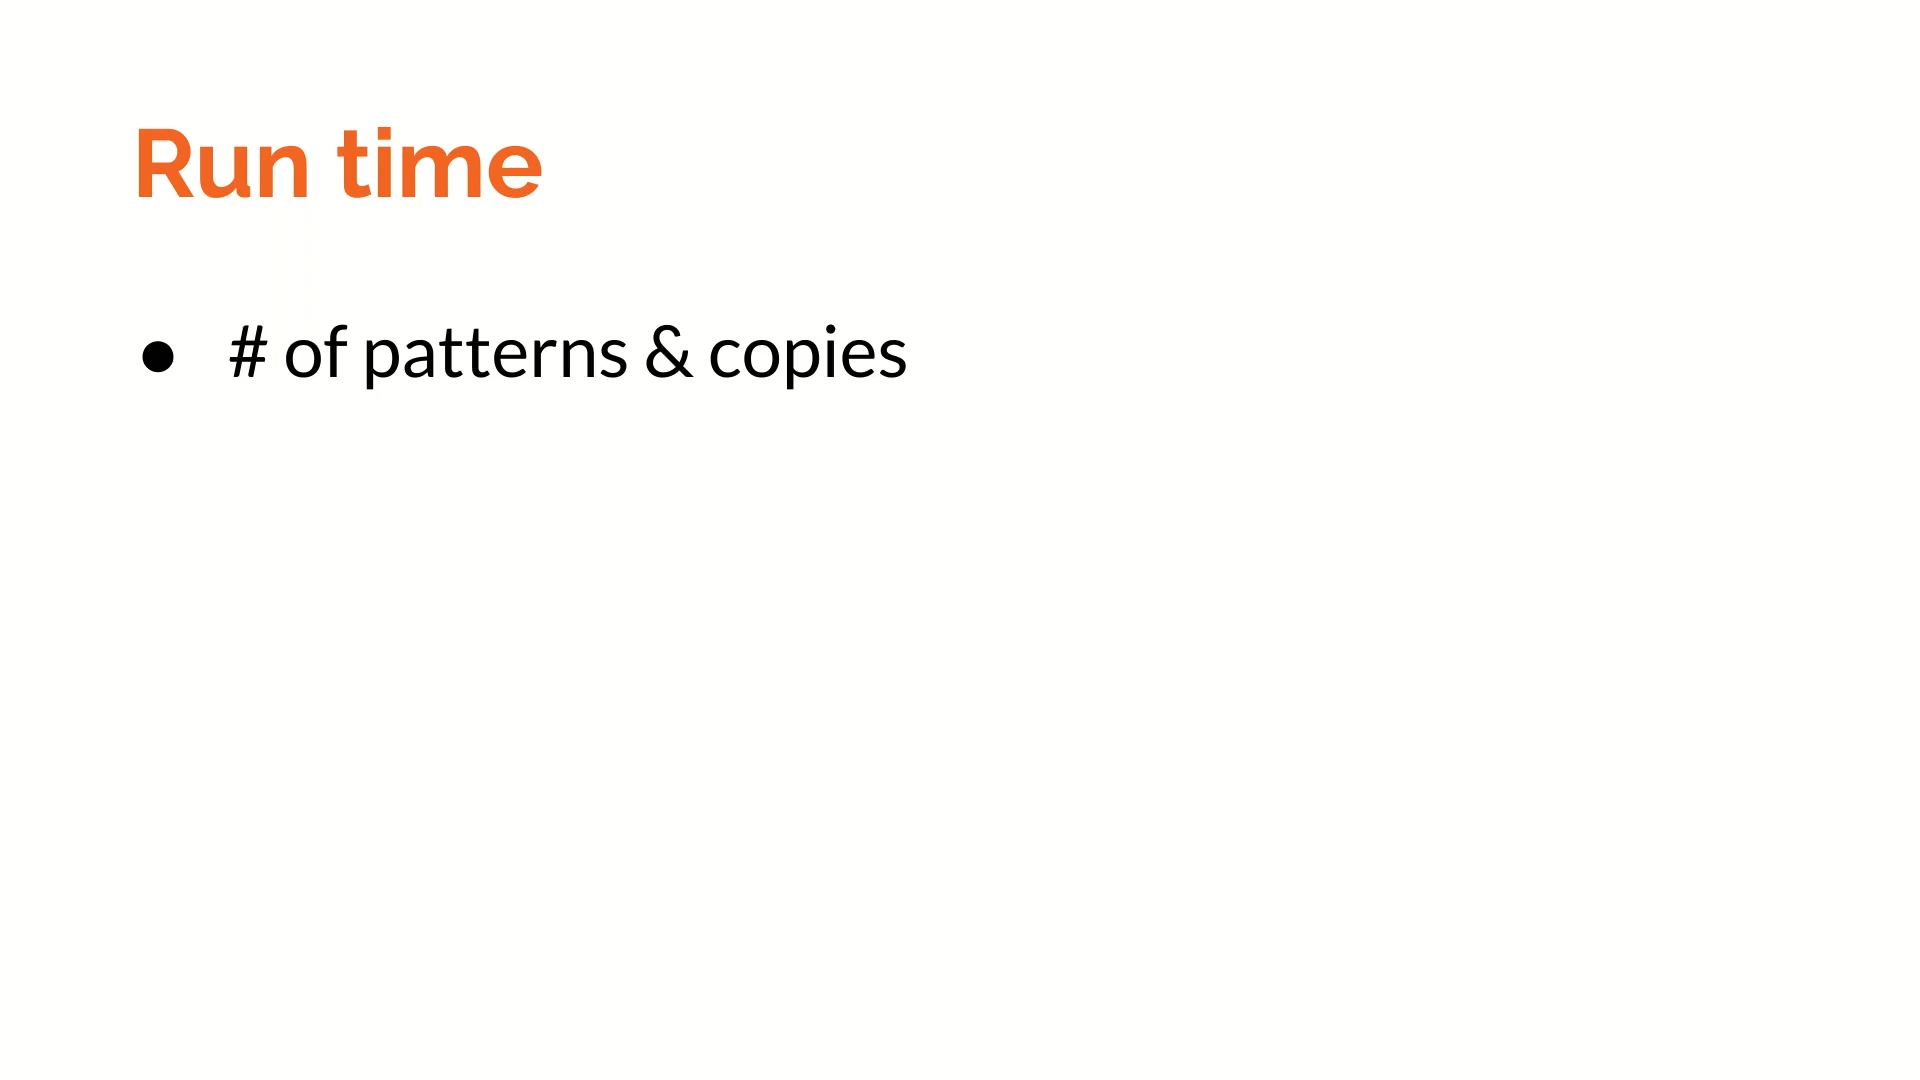 Run time
● # of patterns & copies